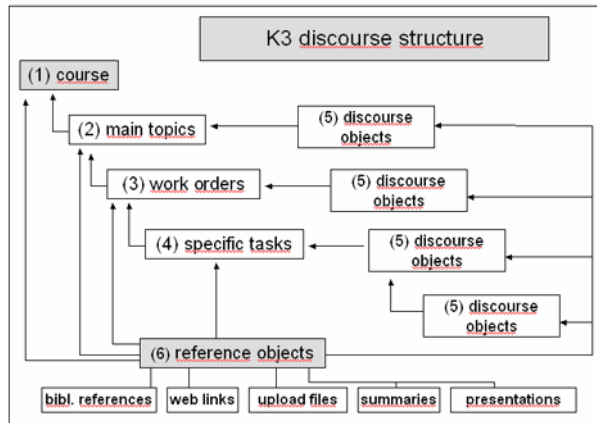 K3 discourse structure
(1) course
(2) main topics
(5) discourse
objects
(3) work orders
(5) discourse
objects
(4) specific tasks
(5) discourse
objects
(5) discourse
objects
(6) reference objects
bibl. references
web links
upload files
summaries
presentations